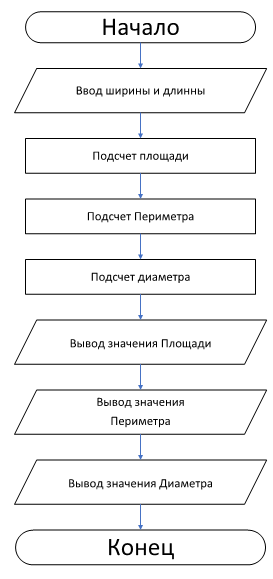 Начало
Ввод ширины и длинны
Подсчет площади
Подсчет Периметра
Подсчет диаметра
Вывод значения Площади
Вывод значения
Периметра
Вывод значения Диаметра
Конец